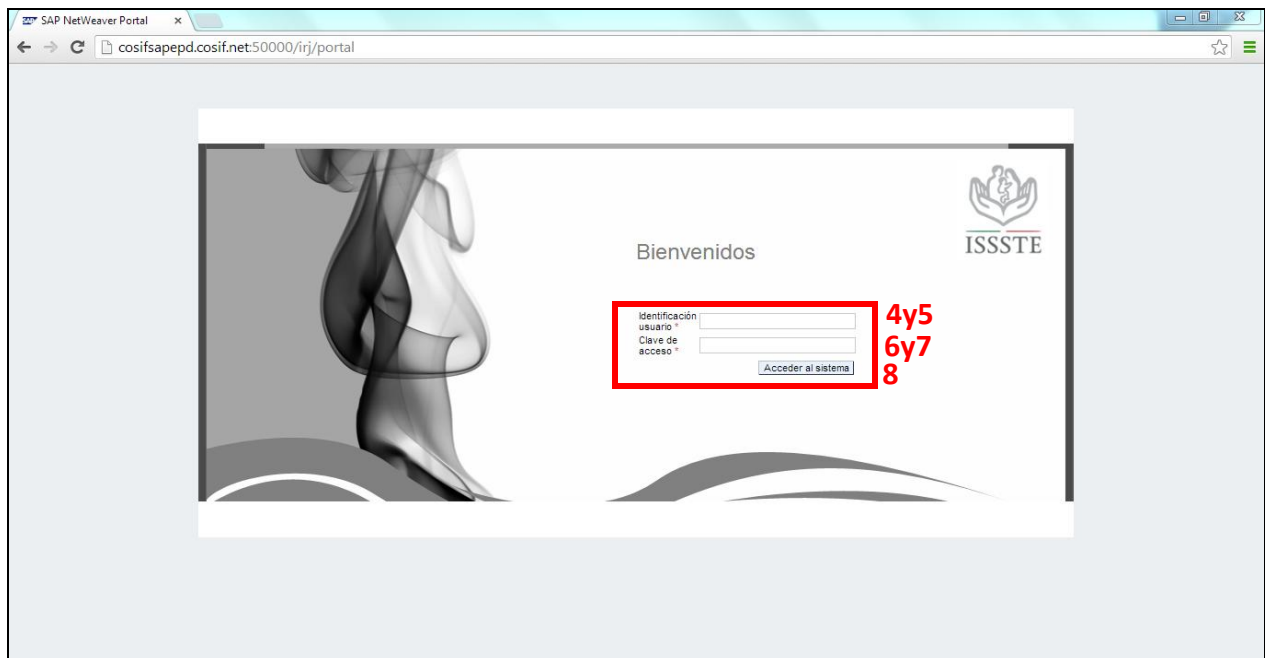 SAP NetWeaver Portal
cosifsapepd.cosif.net:50000/irj/portal
ISSSTE
Bienvenidos
Identificación
usuario *
4y5
Clave de
acceso *
6y7
Acceder al sistema
8